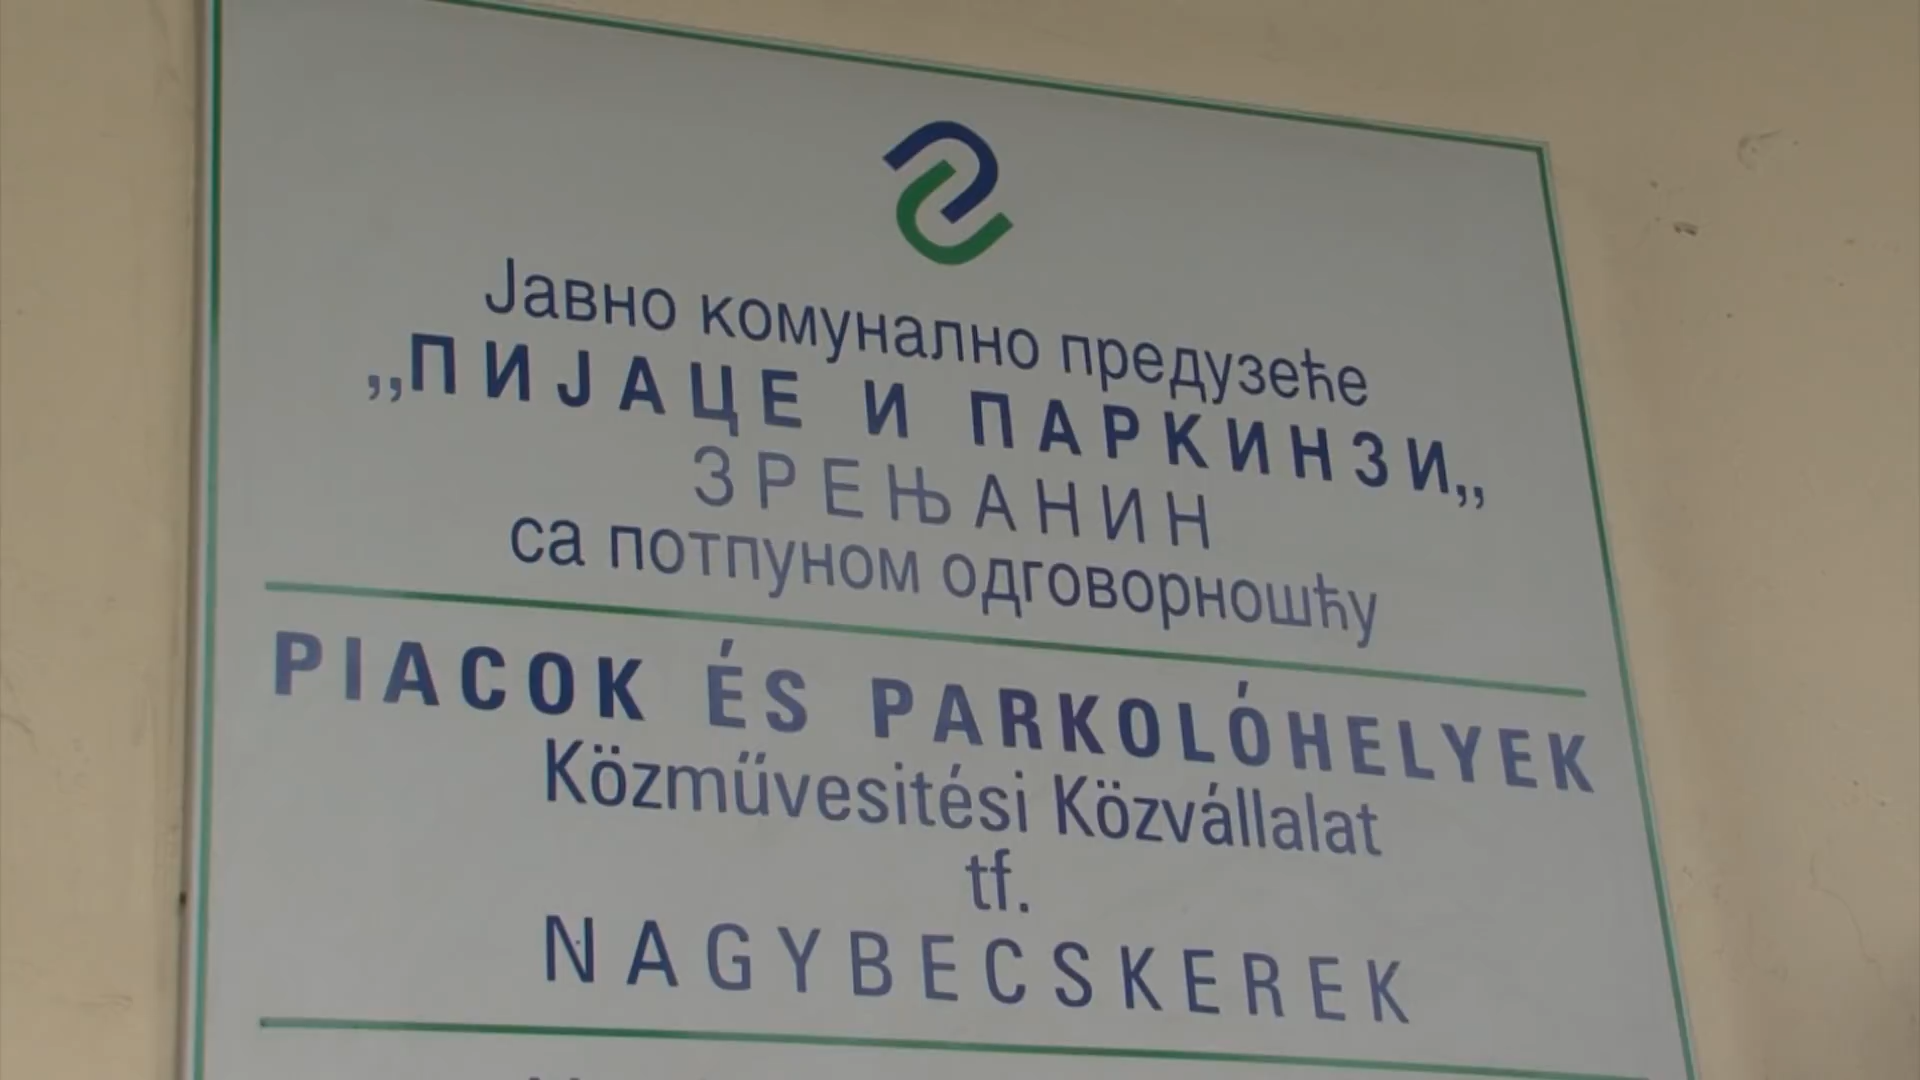 Јавно комунално предузеће
„ПИЈАЦЕ И ПАРКИНЗИ„
ЗРЕЊАНИН
са потпуном одговорношћу
PIACOK ÉS PARKOLÓHELYEK
Közművesitési Közvállalat
tf.
NAGYBECSKEREK